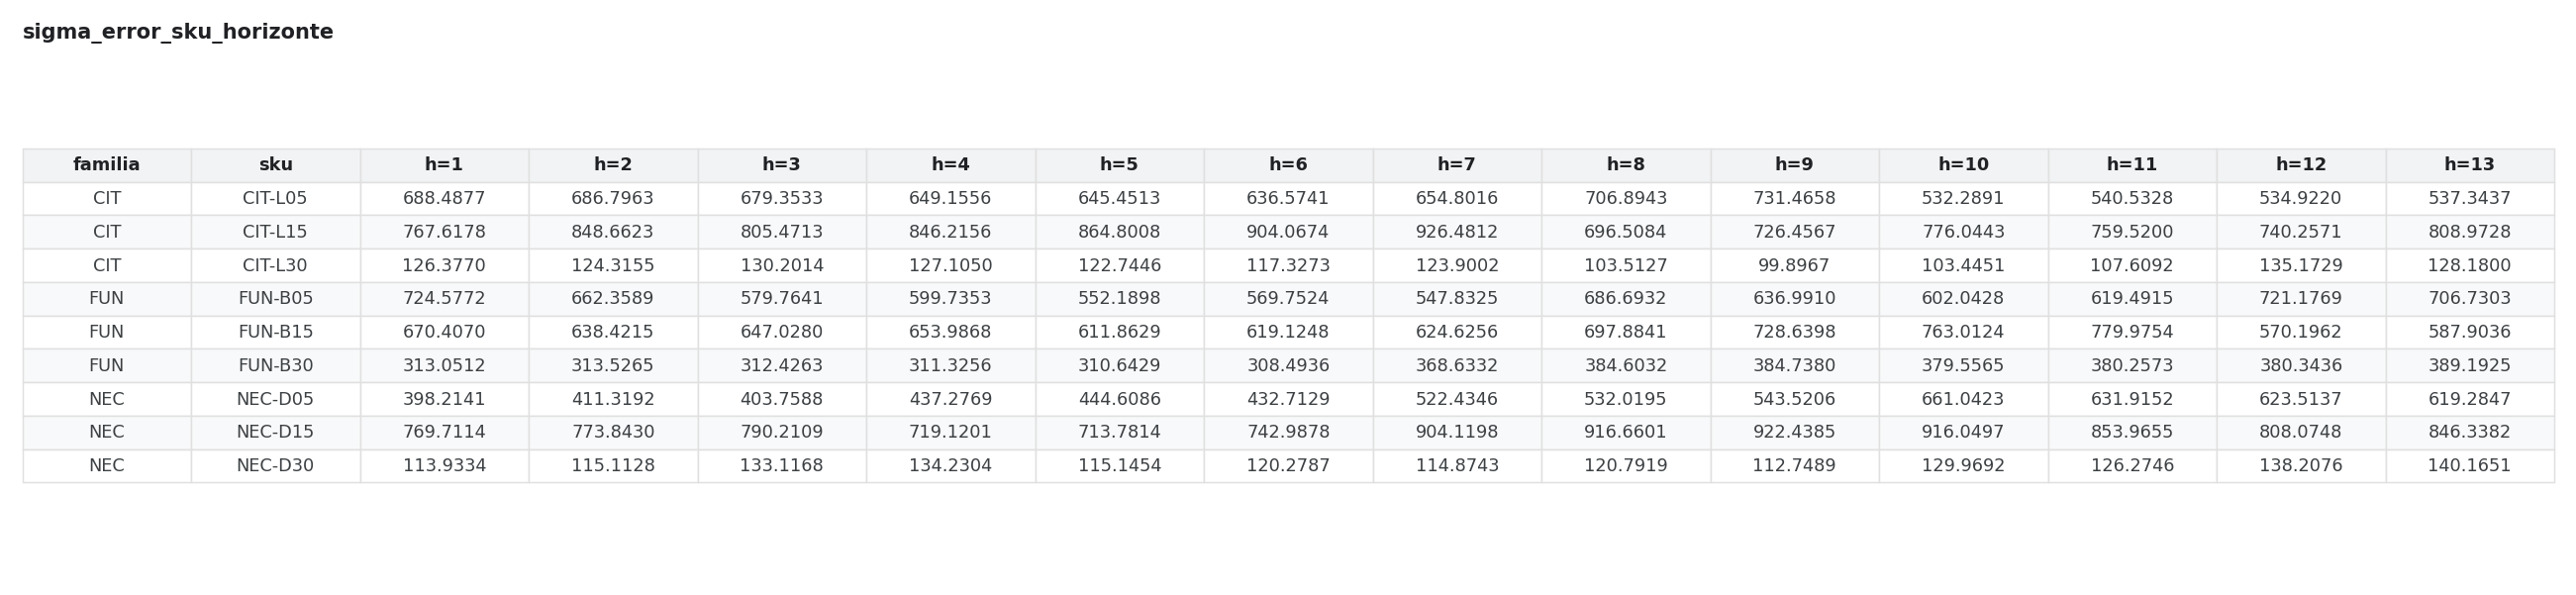 sigma_error_sku_horizonte
familia sku h=1 h=2 h=3 h=4 h=5 h=6 h=7 h=8 h=9 h=10 h=11 h=12 h=13
CIT CIT-L05 688.4877 686.7963 679.3533 649.1556 645.4513 636.5741 654.8016 706.8943 731.4658 532.2891 540.5328 534.9220 537.3437
CIT CIT-L15 767.6178 848.6623 805.4713 846.2156 864.8008 904.0674 926.4812 696.5084 726.4567 776.0443 759.5200 740.2571 808.9728
CIT CIT-L30 126.3770 124.3155 130.2014 127.1050 122.7446 117.3273 123.9002 103.5127 99.8967 103.4451 107.6092 135.1729 128.1800
FUN FUN-B05 724.5772 662.3589 579.7641 599.7353 552.1898 569.7524 547.8325 686.6932 636.9910 602.0428 619.4915 721.1769 706.7303
FUN FUN-B15 670.4070 638.4215 647.0280 653.9868 611.8629 619.1248 624.6256 697.8841 728.6398 763.0124 779.9754 570.1962 587.9036
FUN FUN-B30 313.0512 313.5265 312.4263 311.3256 310.6429 308.4936 368.6332 384.6032 384.7380 379.5565 380.2573 380.3436 389.1925
NEC NEC-D05 398.2141 411.3192 403.7588 437.2769 444.6086 432.7129 522.4346 532.0195 543.5206 661.0423 631.9152 623.5137 619.2847
NEC NEC-D15 769.7114 773.8430 790.2109 719.1201 713.7814 742.9878 904.1198 916.6601 922.4385 916.0497 853.9655 808.0748 846.3382
NEC NEC-D30 113.9334 115.1128 133.1168 134.2304 115.1454 120.2787 114.8743 120.7919 112.7489 129.9692 126.2746 138.2076 140.1651